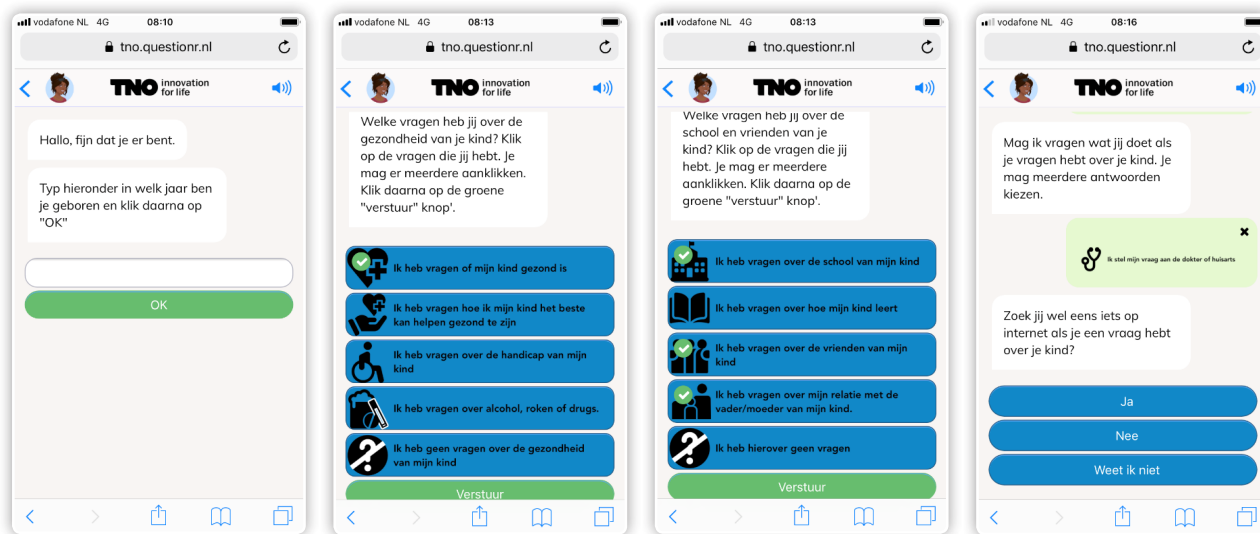 vodafone NL 4G 08:10
tno.questionr.nl
TNO innovation
for life
Hallo, fijn dat je er bent.
Typ hieronder in welk jaar ben
je geboren en klik daarna op
"OK"
OK
vodafone NL 4G 08:13
tno.questionr.nl
TNO innovation
for life
Welke vragen heb jij over de
gezondheid van je kind? Klik
op de vragen die jij hebt. Je
mag er meerdere aanklikken.
Klik daarna op de groene
"verstuur" knop'.
Ik heb vragen of mijn kind gezond is
Ik heb vragen hoe ik mijn kind het beste
kan helpen gezond te zijn
Ik heb vragen over de handicap van mijn
kind
Ik heb vragen over alcohol, roken of drugs.
Ik heb geen vragen over de gezondheid
van mijn kind
Verstuur
vodafone NL 4G 08:13
tno.questionr.nl
TNO innovation
for life
Welke vragen heb jij over de
school en vrienden van je
kind? Klik op de vragen die jij
hebt. Je mag er meerdere
aanklikken. Klik daarna op de
groene "verstuur" knop'.
Ik heb vragen over de school van mijn kind
Ik heb vragen over hoe mijn kind leert
Ik heb vragen over de vrienden van mijn
kind
Ik heb vragen over mijn relatie met de
vader/moeder van mijn kind.
Ik heb hierover geen vragen
Verstuur
vodafone NL 4G 08:16
tno.questionr.nl
TNO innovation
for life
Mag ik vragen wat jij doet als
je vragen hebt over je kind. Je
mag meerdere antwoorden
kiezen.
Ik stel mijn vraag aan de dokter of huisarts
Zoek jij wel eens iets op
internet als je een vraag hebt
over je kind?
Ja
Nee
Weet ik niet